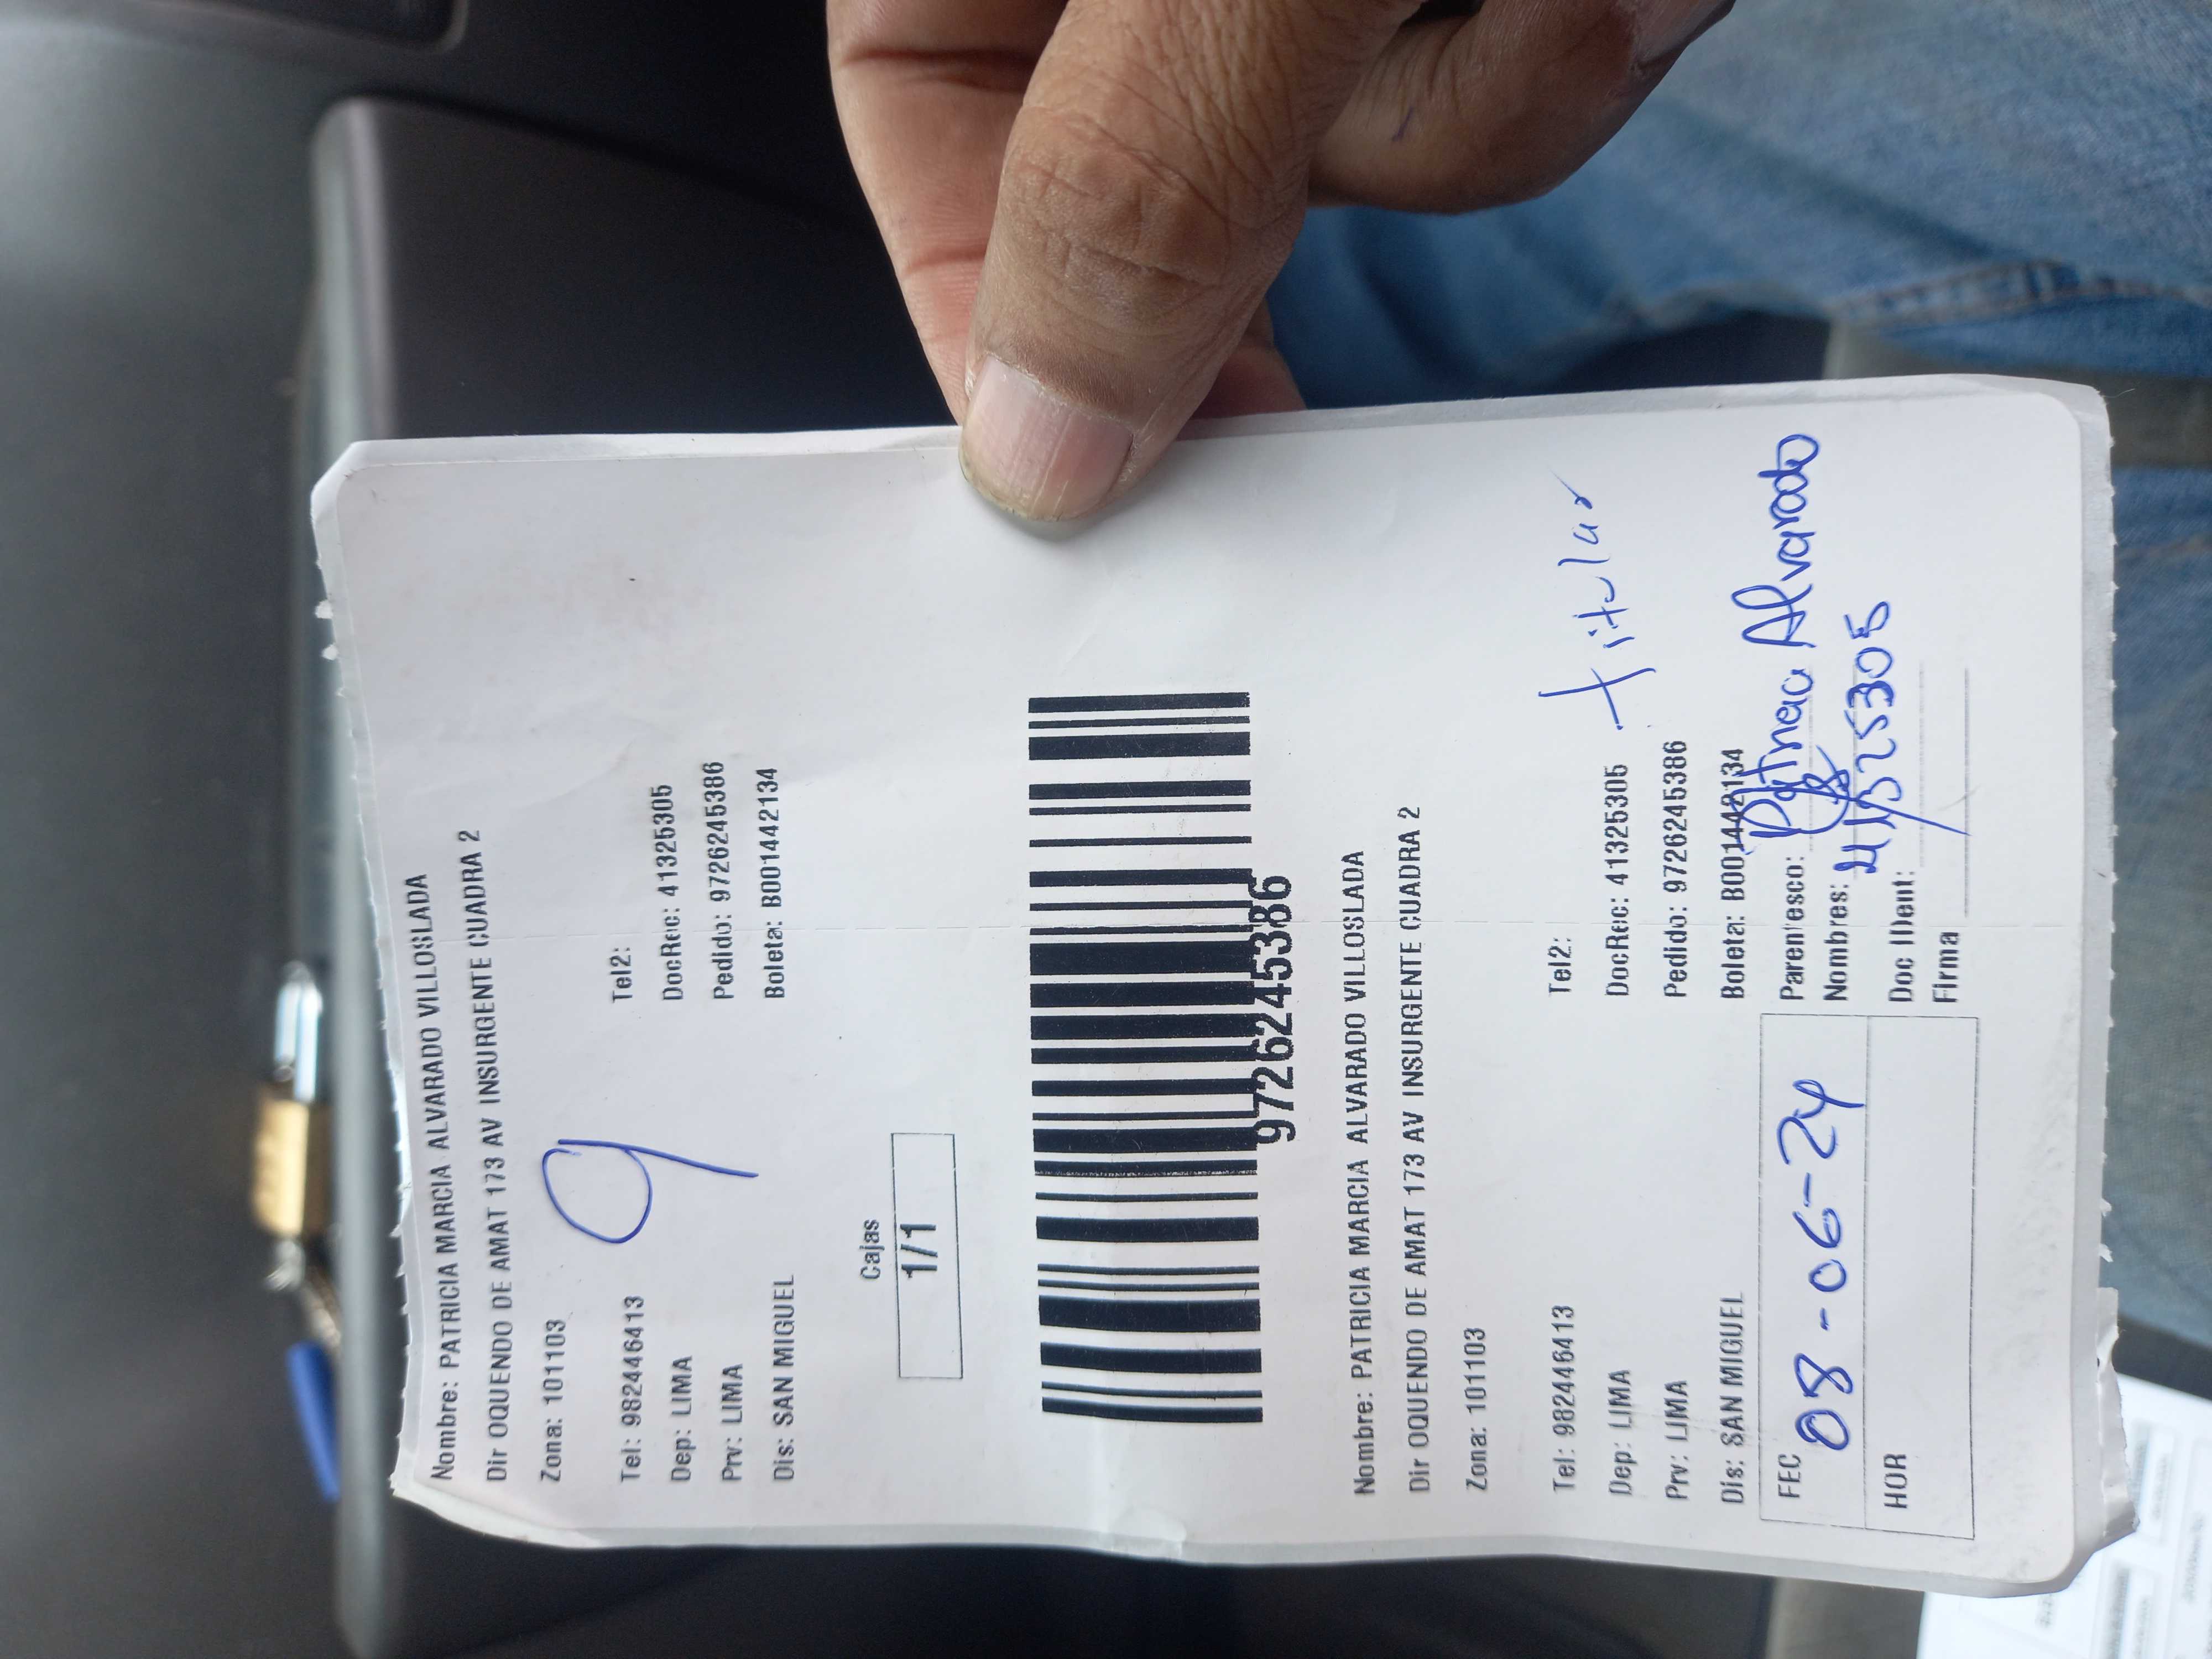 Nombre: PATRICIA MARCIA ALVARADO VILLOSLADA
Dir OQUENDO DE AMAT 173 AV INSURGENTE CUADRA 2
Zona: 101103
9
Tel: 982446413 Tel2:
Dep: LIMA DocRec: 41325305
Prv: LIMA Pedido: 97262453​86
Dis: SAN MIGUEL Boleta: B001442134
Cajas
1/1
9726245386
Nombre: PATRICIA MARCIA ALVARADO VILLOSLADA
Dir OQUENDO DE AMAT 173 AV INSURGENTE CUADRA 2
Zona: 101103
Tel: 982446413 Tel2:
titular
Dep: LIMA DocRec: 41325305
Prv: LIMA Pedido: 9726245386
Dis: SAN MIGUEL Boleta: B001442134
FEC 08-06-24 Parentesco: Patricia Alvarado
Nombres: 41325305
HOR Doc IDent:
Firma